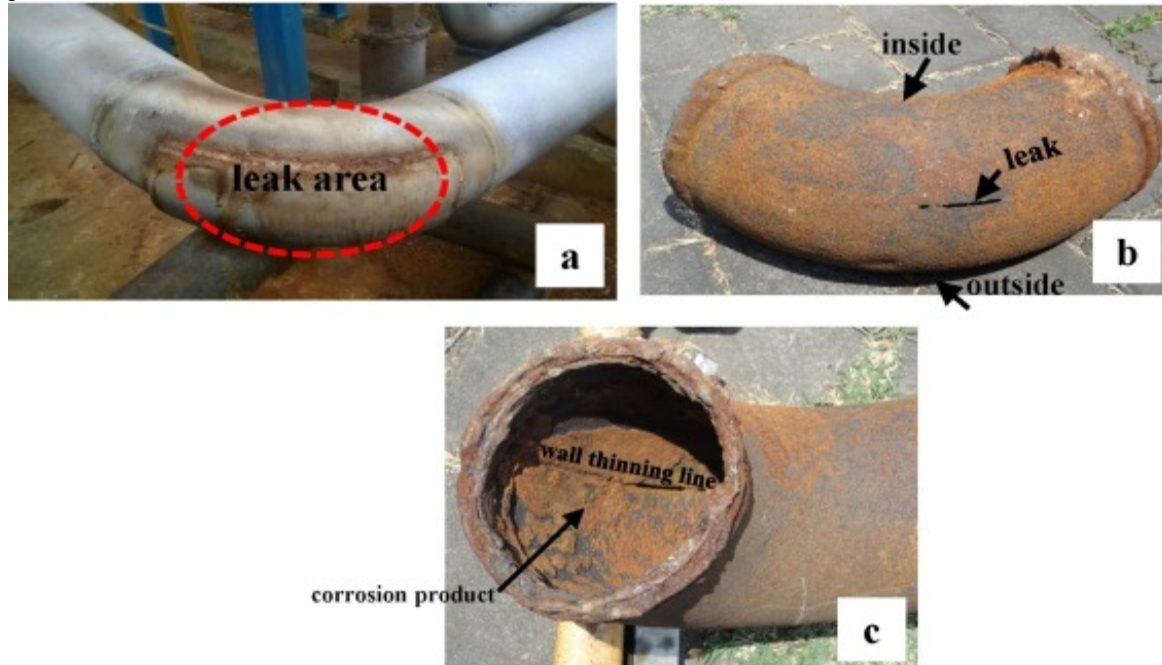 leak area
a
inside
leak
b
outside
wall thinning line
corrosion product
c